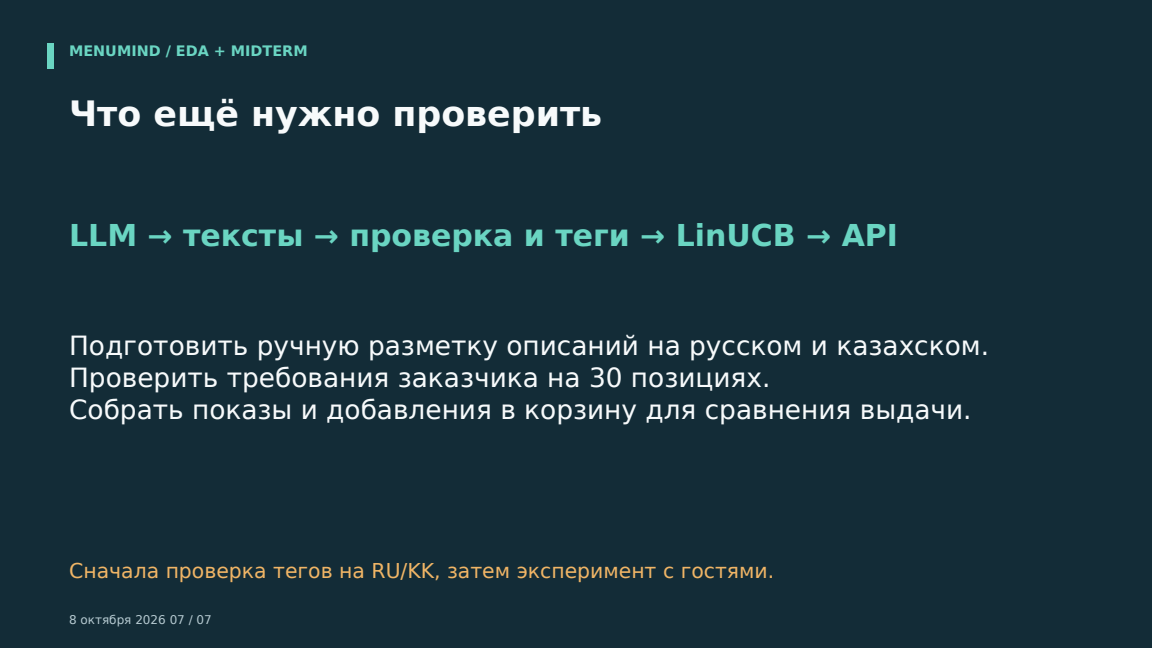 MENUMIND / EDA + MIDTERM
Что ещё нужно проверить
LLM → тексты → проверка и теги → LinUCB → API
Подготовить ручную разметку описаний на русском и казахском.
Проверить требования заказчика на 30 позициях.
Собрать показы и добавления в корзину для сравнения выдачи.
Сначала проверка тегов на RU/KK, затем эксперимент с гостями.
8 октября 2026 07 / 07